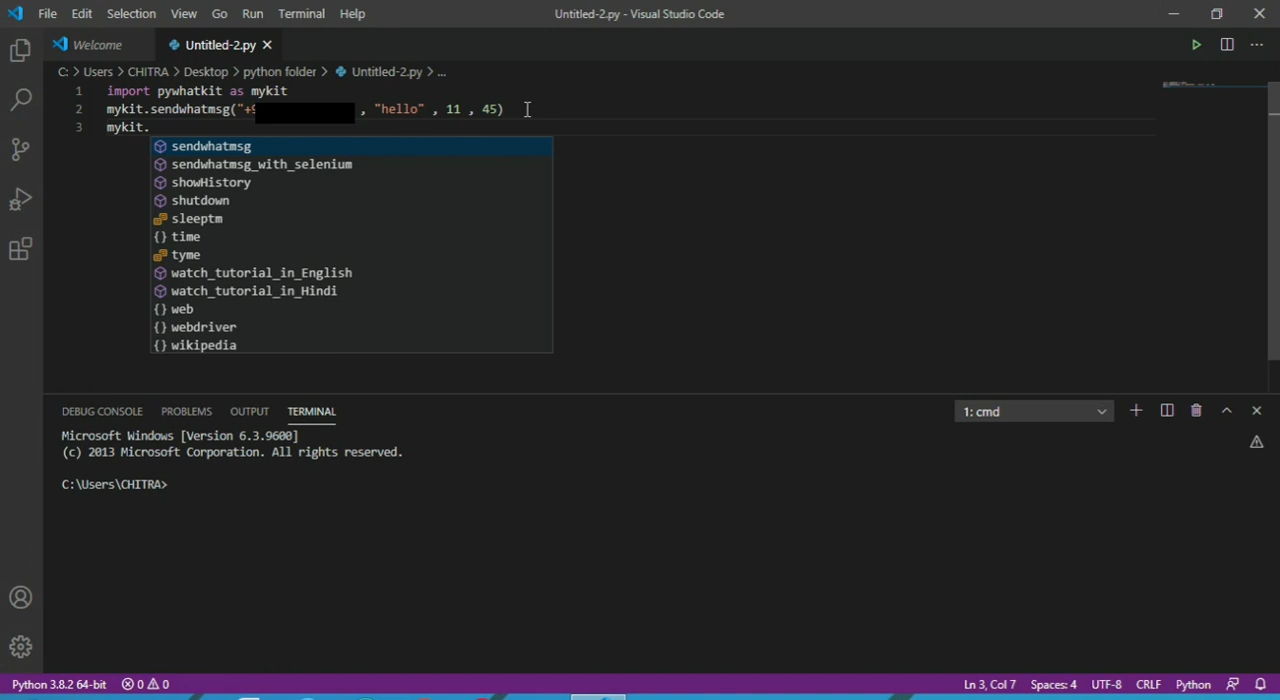 File Edit Selection View Go Run Terminal Help Untitled-2.py - Visual Studio Code
Welcome Untitled-2.py
C: > Users > CHITRA > Desktop > python folder > Untitled-2.py > ...
1 import pywhatkit as mykit
2 mykit.sendwhatmsg("+9 , "hello" , 11 , 45)
3 mykit.
sendwhatmsg
sendwhatmsg_with_selenium
showHistory
shutdown
sleeptm
{} time
tyme
watch_tutorial_in_English
watch_tutorial_in_Hindi
{} web
{} webdriver
{} wikipedia
DEBUG CONSOLE PROBLEMS OUTPUT TERMINAL 1: cmd
Microsoft Windows [Version 6.3.9600]
(c) 2013 Microsoft Corporation. All rights reserved.
C:\Users\CHITRA>
Python 3.8.2 64-bit 0 0 Ln 3, Col 7 Spaces: 4 UTF-8 CRLF Python